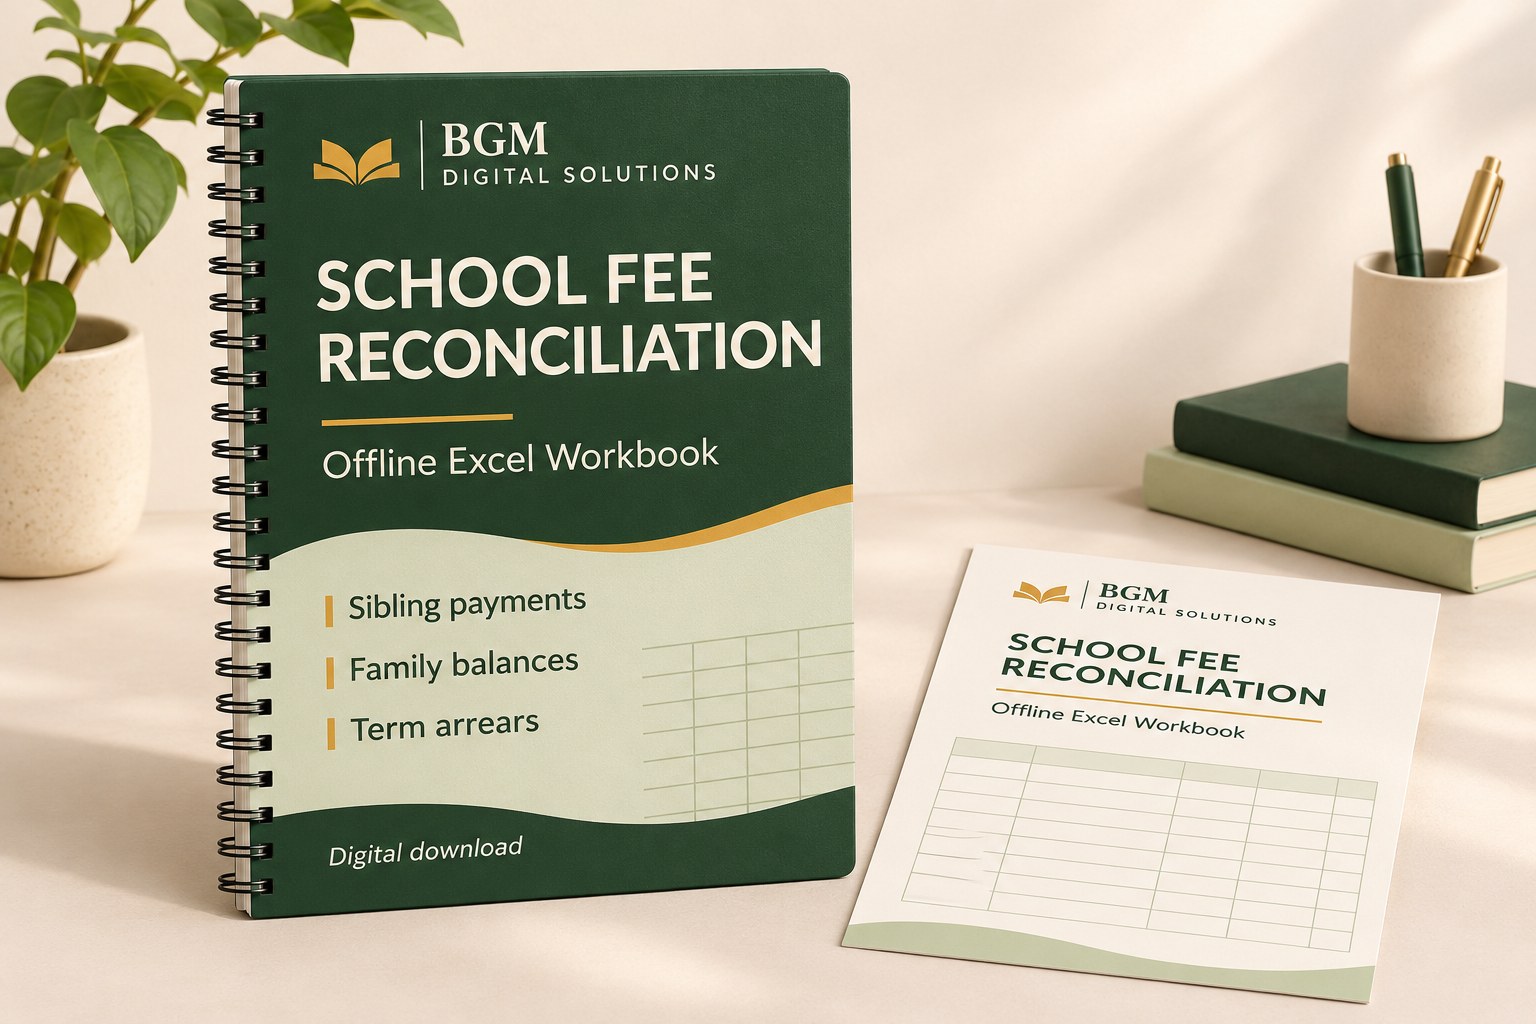 BGM
DIGITAL SOLUTIONS
SCHOOL FEE
RECONCILIATION
Offline Excel Workbook
Sibling payments
Family balances
Term arrears
Digital download
BGM
DIGITAL SOLUTIONS
SCHOOL FEE
RECONCILIATION
Offline Excel Workbook